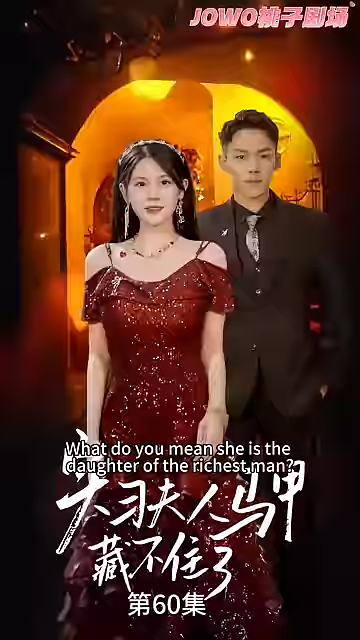 JOWO桃子剧场
What do you mean she is the
daughter of the richest man?
习夫人马甲
藏不住了
第60集